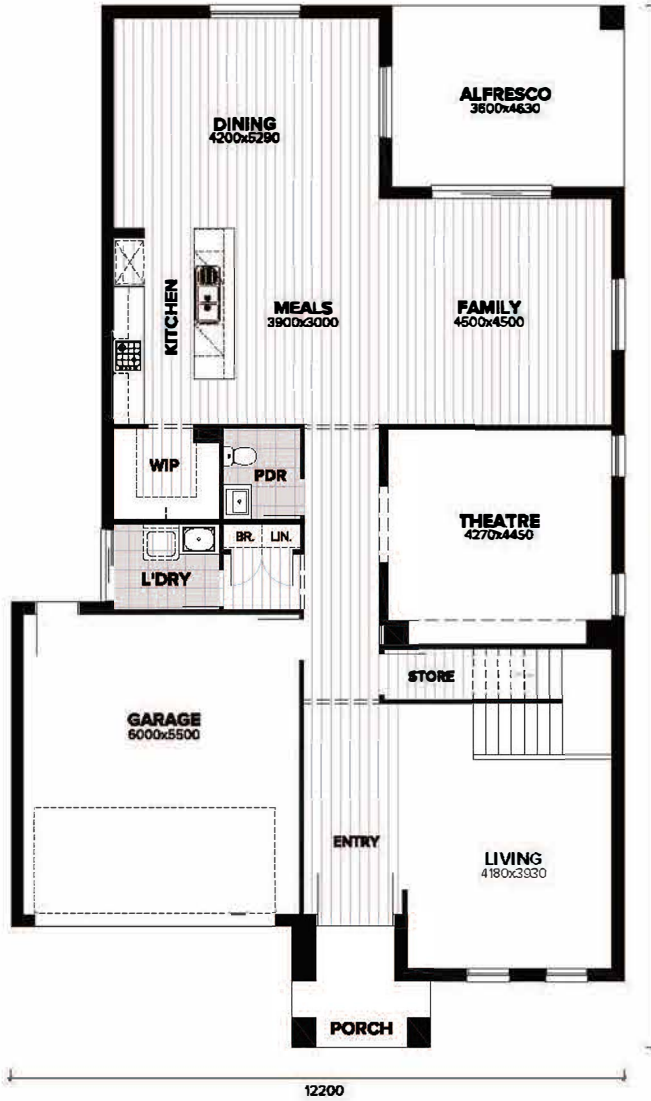 ALFRESCO
3600x4630
DINING
4200x5290
KITCHEN
MEALS
3900x3000
FAMILY
4500x4500
WIP
PDR
THEATRE
4270x4450
BR. LIN.
L'DRY
STORE
GARAGE
6000x5500
ENTRY
LIVING
4180x3930
PORCH
12200